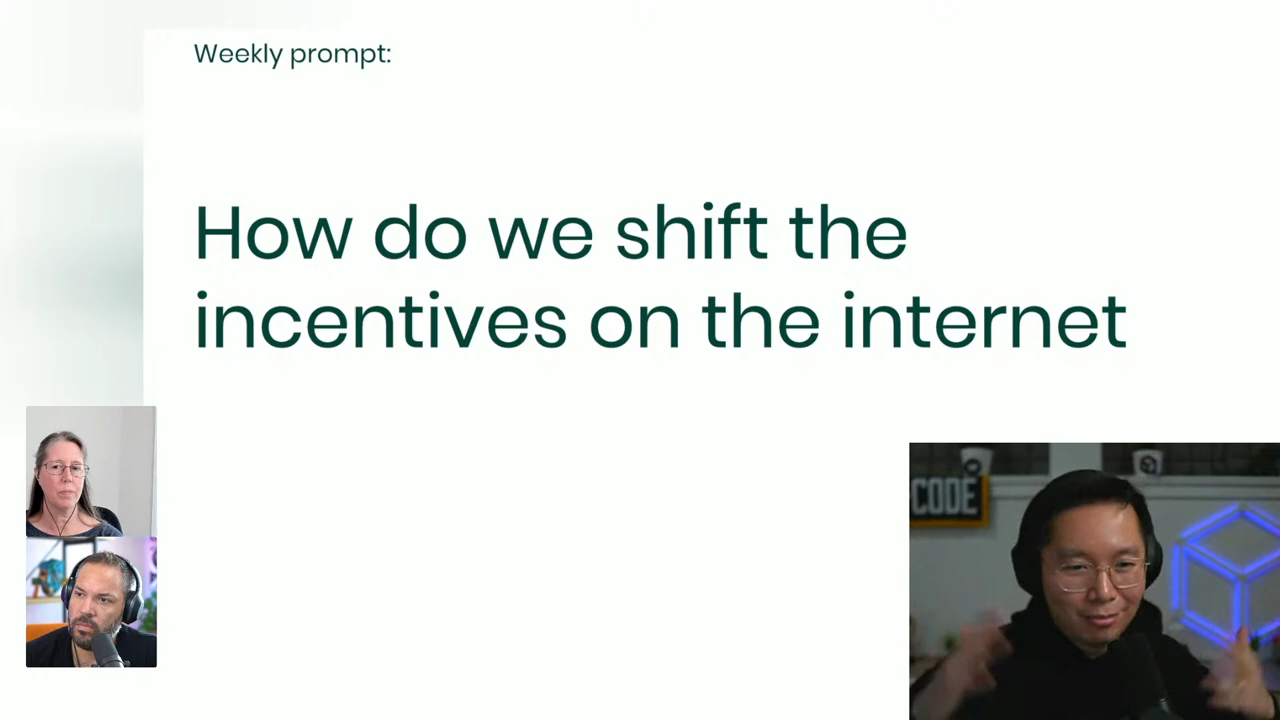 Weekly prompt:
How do we shift the
incentives on the internet
CODE